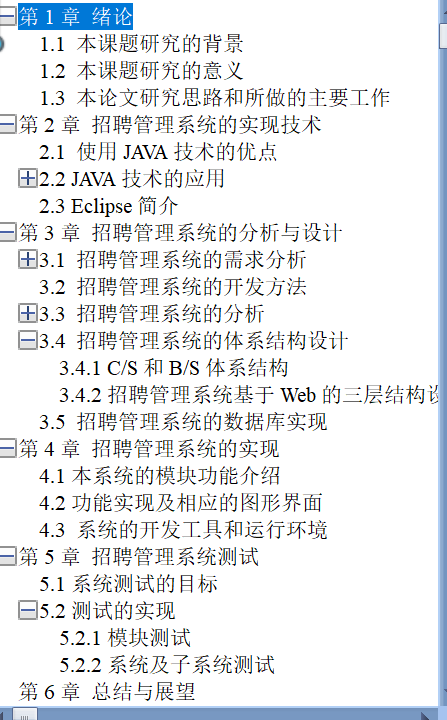 第 1 章 绪论
1.1 本课题研究的背景
1.2 本课题研究的意义
1.3 本论文研究思路和所做的主要工作
第 2 章 招聘管理系统的实现技术
2.1 使用 JAVA 技术的优点
2.2 JAVA 技术的应用
2.3 Eclipse 简介
第 3 章 招聘管理系统的分析与设计
3.1 招聘管理系统的需求分析
3.2 招聘管理系统的开发方法
3.3 招聘管理系统的分析
3.4 招聘管理系统的体系结构设计
3.4.1 C/S 和 B/S 体系结构
3.4.2 招聘管理系统基于 Web 的三层结构设
3.5 招聘管理系统的数据库实现
第 4 章 招聘管理系统的实现
4.1 本系统的模块功能介绍
4.2 功能实现及相应的图形界面
4.3 系统的开发工具和运行环境
第 5 章 招聘管理系统测试
5.1 系统测试的目标
5.2 测试的实现
5.2.1 模块测试
5.2.2 系统及子系统测试
第 6 章 总结与展望